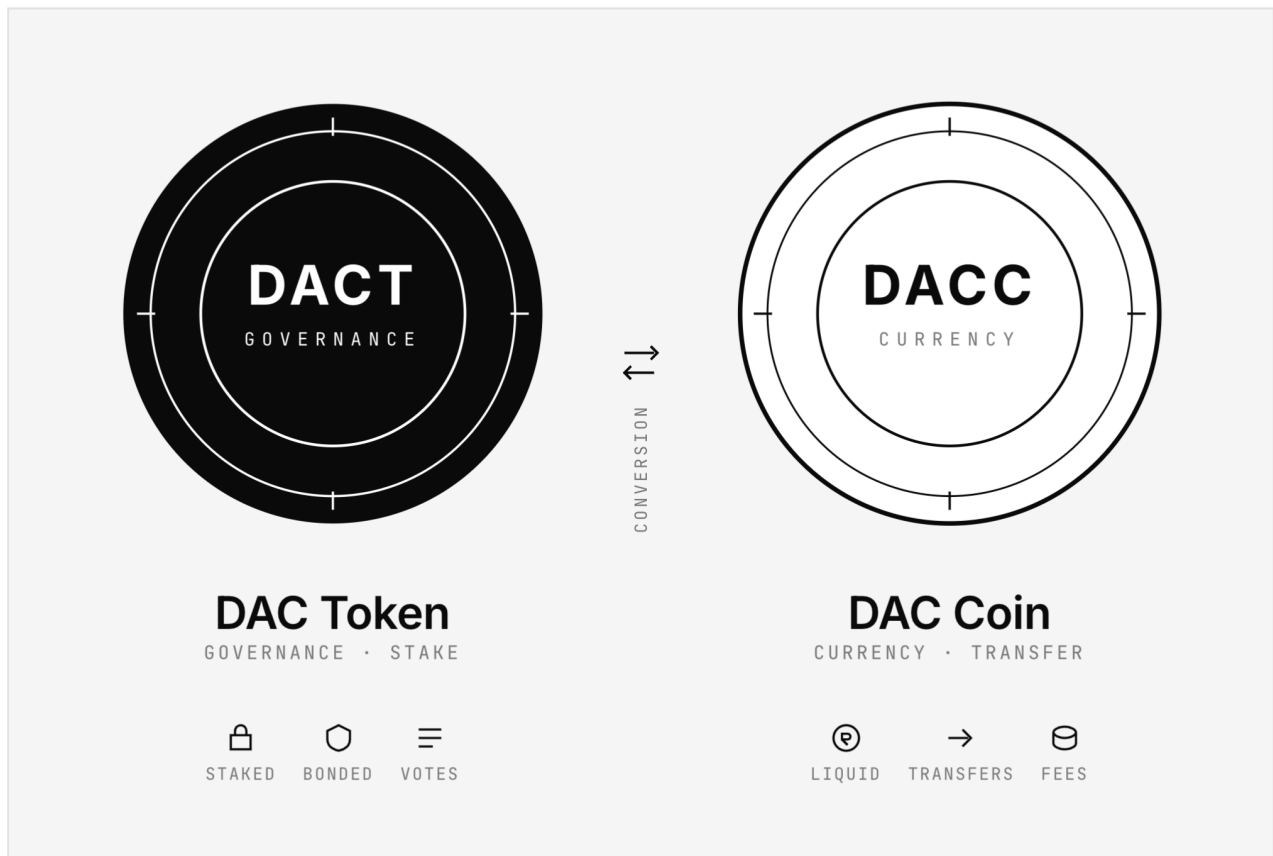 DACT
GOVERNANCE
CONVERSION
DACC
CURRENCY
DAC Token
GOVERNANCE · STAKE
STAKED BONDED VOTES
DAC Coin
CURRENCY · TRANSFER
LIQUID TRANSFERS FEES